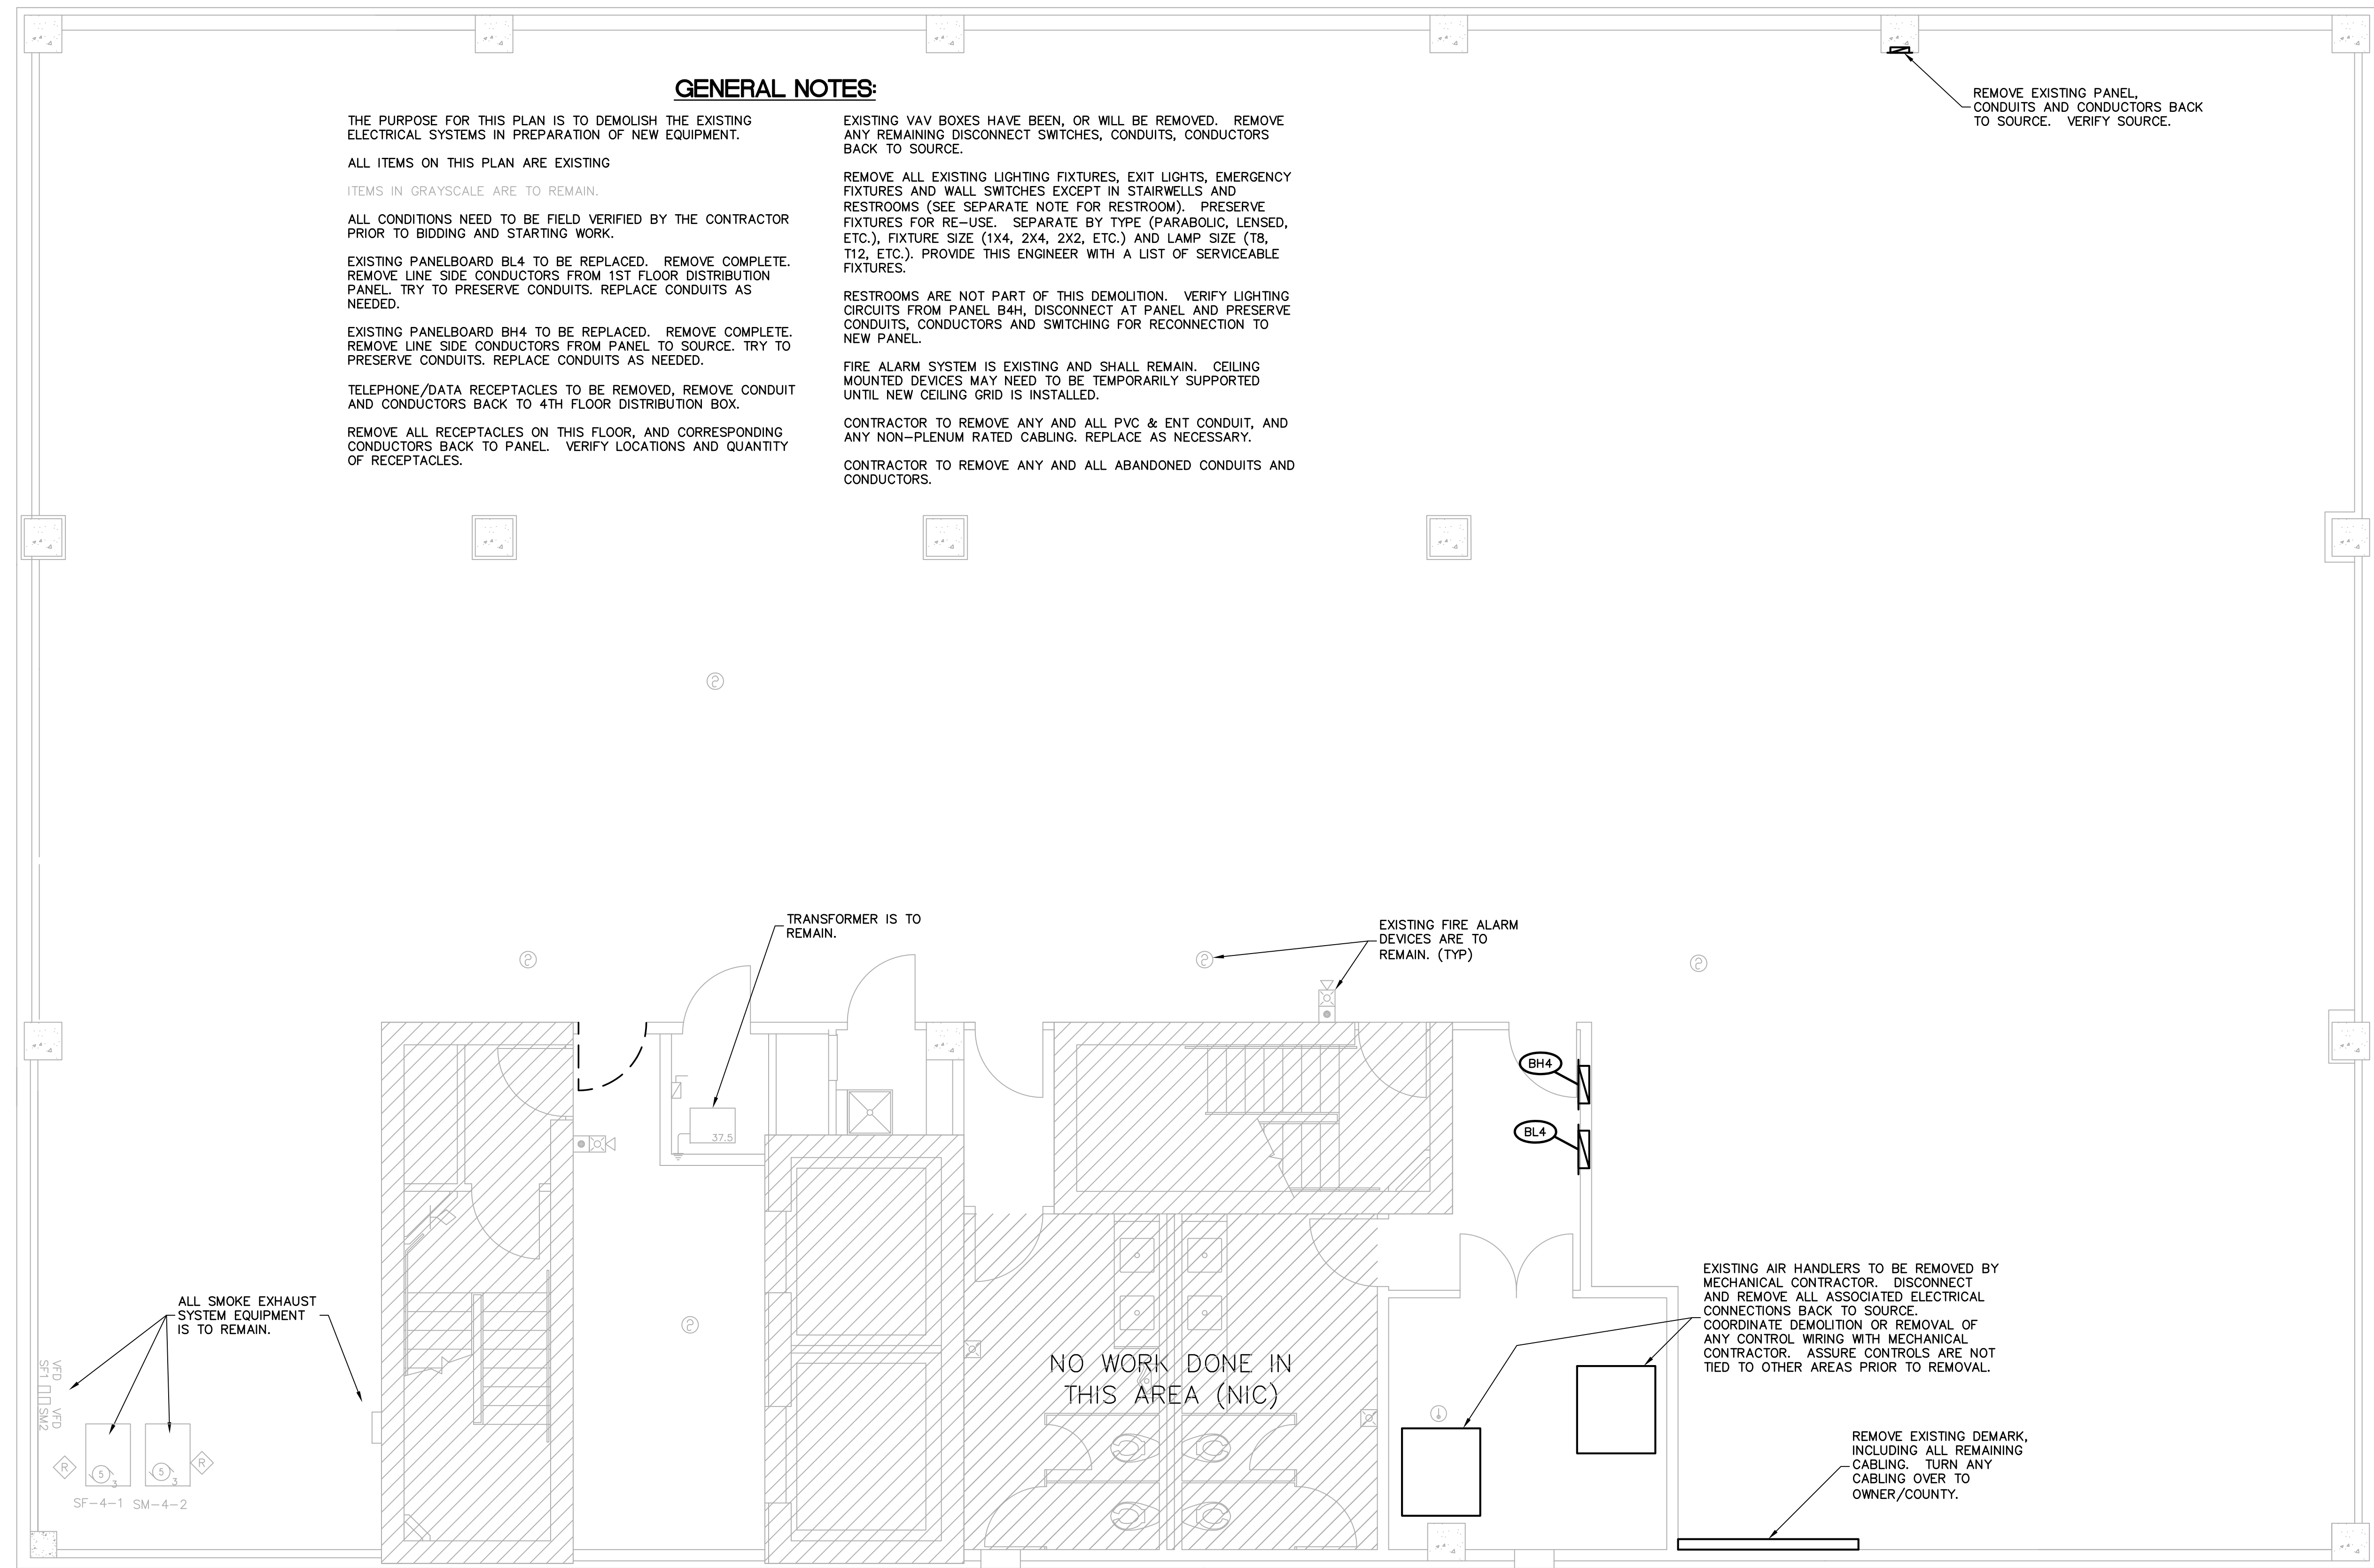 GENERAL NOTES:
THE PURPOSE FOR THIS PLAN IS TO DEMOLISH THE EXISTING
ELECTRICAL SYSTEMS IN PREPARATION OF NEW EQUIPMENT.
ALL ITEMS ON THIS PLAN ARE EXISTING
ITEMS IN GRAYSCALE ARE TO REMAIN.
ALL CONDITIONS NEED TO BE FIELD VERIFIED BY THE CONTRACTOR
PRIOR TO BIDDING AND STARTING WORK.
EXISTING PANELBOARD BL4 TO BE REPLACED. REMOVE COMPLETE.
REMOVE LINE SIDE CONDUCTORS FROM 1ST FLOOR DISTRIBUTION
PANEL. TRY TO PRESERVE CONDUITS. REPLACE CONDUITS AS
NEEDED.
EXISTING PANELBOARD BH4 TO BE REPLACED. REMOVE COMPLETE.
REMOVE LINE SIDE CONDUCTORS FROM PANEL TO SOURCE. TRY TO
PRESERVE CONDUITS. REPLACE CONDUITS AS NEEDED.
TELEPHONE/DATA RECEPTACLES TO BE REMOVED, REMOVE CONDUIT
AND CONDUCTORS BACK TO 4TH FLOOR DISTRIBUTION BOX.
REMOVE ALL RECEPTACLES ON THIS FLOOR, AND CORRESPONDING
CONDUCTORS BACK TO PANEL. VERIFY LOCATIONS AND QUANTITY
OF RECEPTACLES.
EXISTING VAV BOXES HAVE BEEN, OR WILL BE REMOVED. REMOVE
ANY REMAINING DISCONNECT SWITCHES, CONDUITS, CONDUCTORS
BACK TO SOURCE.
REMOVE ALL EXISTING LIGHTING FIXTURES, EXIT LIGHTS, EMERGENCY
FIXTURES AND WALL SWITCHES EXCEPT IN STAIRWELLS AND
RESTROOMS (SEE SEPARATE NOTE FOR RESTROOM). PRESERVE
FIXTURES FOR RE-USE. SEPARATE BY TYPE (PARABOLIC, LENSED,
ETC.), FIXTURE SIZE (1X4, 2X4, 2X2, ETC.) AND LAMP SIZE (T8,
T12, ETC.). PROVIDE THIS ENGINEER WITH A LIST OF SERVICEABLE
FIXTURES.
RESTROOMS ARE NOT PART OF THIS DEMOLITION. VERIFY LIGHTING
CIRCUITS FROM PANEL B4H, DISCONNECT AT PANEL AND PRESERVE
CONDUITS, CONDUCTORS AND SWITCHING FOR RECONNECTION TO
NEW PANEL.
FIRE ALARM SYSTEM IS EXISTING AND SHALL REMAIN. CEILING
MOUNTED DEVICES MAY NEED TO BE TEMPORARILY SUPPORTED
UNTIL NEW CEILING GRID IS INSTALLED.
CONTRACTOR TO REMOVE ANY AND ALL PVC & ENT CONDUIT, AND
ANY NON-PLENUM RATED CABLING. REPLACE AS NECESSARY.
CONTRACTOR TO REMOVE ANY AND ALL ABANDONED CONDUITS AND
CONDUCTORS.
REMOVE EXISTING PANEL,
CONDUITS AND CONDUCTORS BACK
TO SOURCE. VERIFY SOURCE.
TRANSFORMER IS TO
REMAIN.
EXISTING FIRE ALARM
DEVICES ARE TO
REMAIN. (TYP)
37.5
BH4
BL4
ALL SMOKE EXHAUST
SYSTEM EQUIPMENT
IS TO REMAIN.
VFD
SF1
VFD
SM2
R
5
3
5
3
R
SF-4-1
SM-4-2
NO WORK DONE IN
THIS AREA (NIC)
EXISTING AIR HANDLERS TO BE REMOVED BY
MECHANICAL CONTRACTOR. DISCONNECT
AND REMOVE ALL ASSOCIATED ELECTRICAL
CONNECTIONS BACK TO SOURCE.
COORDINATE DEMOLITION OR REMOVAL OF
ANY CONTROL WIRING WITH MECHANICAL
CONTRACTOR. ASSURE CONTROLS ARE NOT
TIED TO OTHER AREAS PRIOR TO REMOVAL.
REMOVE EXISTING DEMARK,
INCLUDING ALL REMAINING
CABLING. TURN ANY
CABLING OVER TO
OWNER/COUNTY.